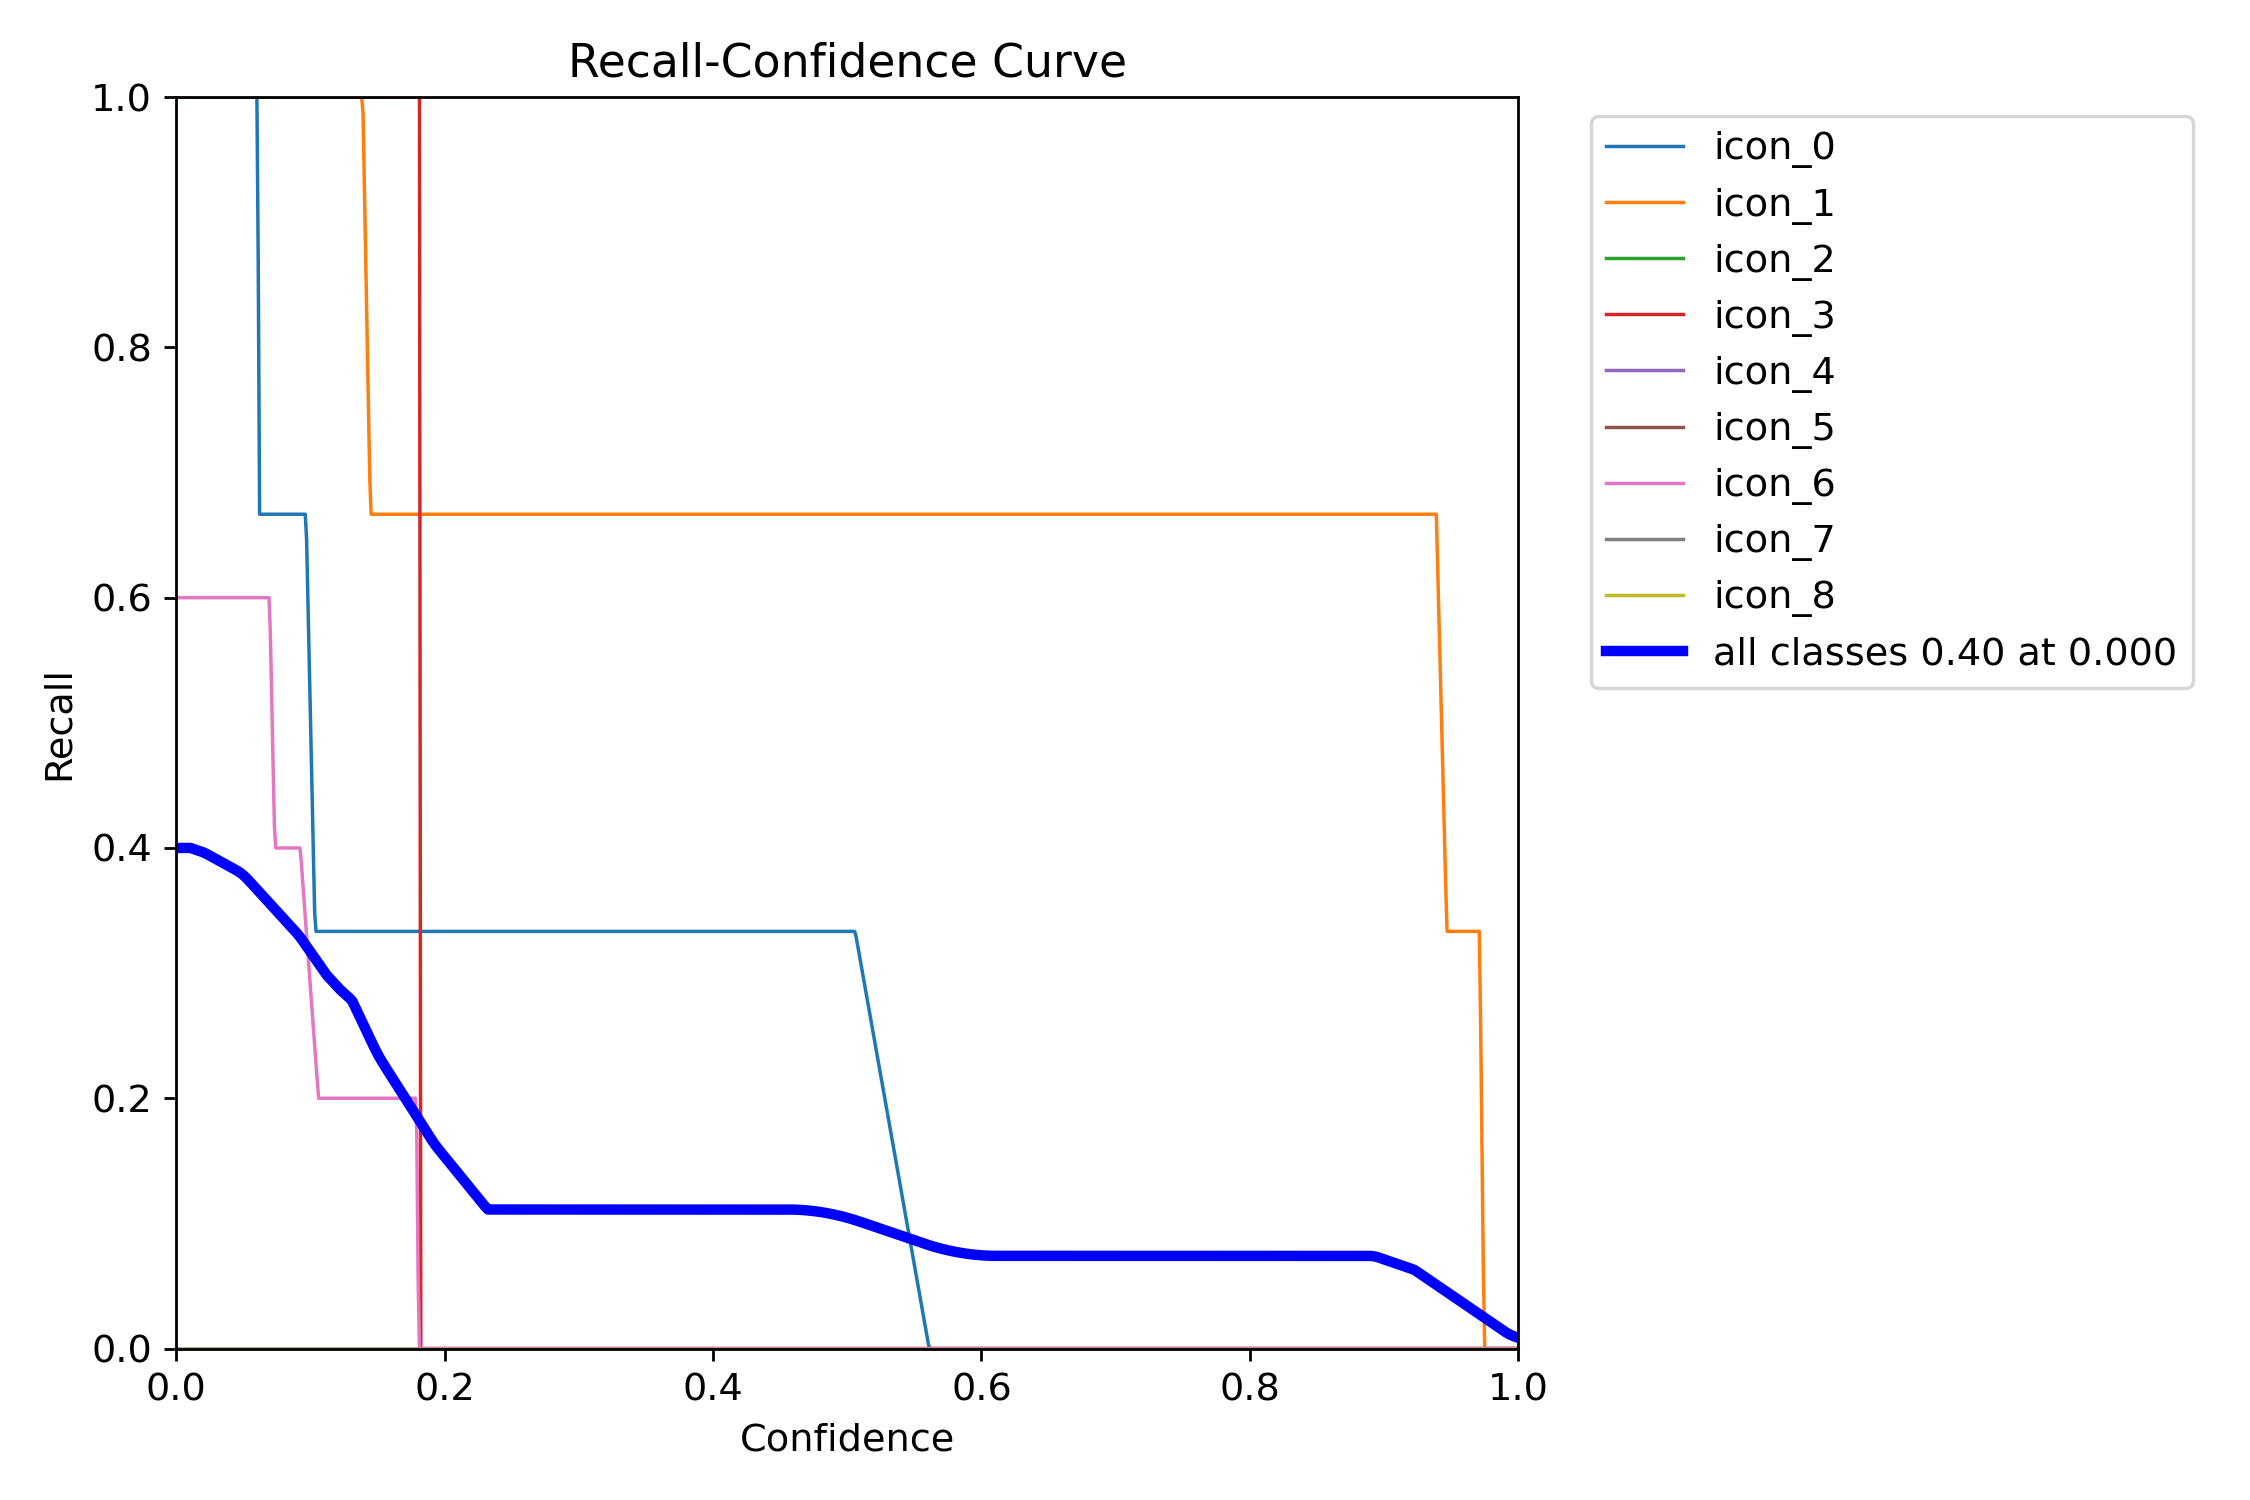 Recall-Confidence Curve
1.0
0.8
0.6
0.4
0.2
0.0
Recall
0.0 0.2 0.4 0.6 0.8 1.0
Confidence
icon_0
icon_1
icon_2
icon_3
icon_4
icon_5
icon_6
icon_7
icon_8
all classes 0.40 at 0.000